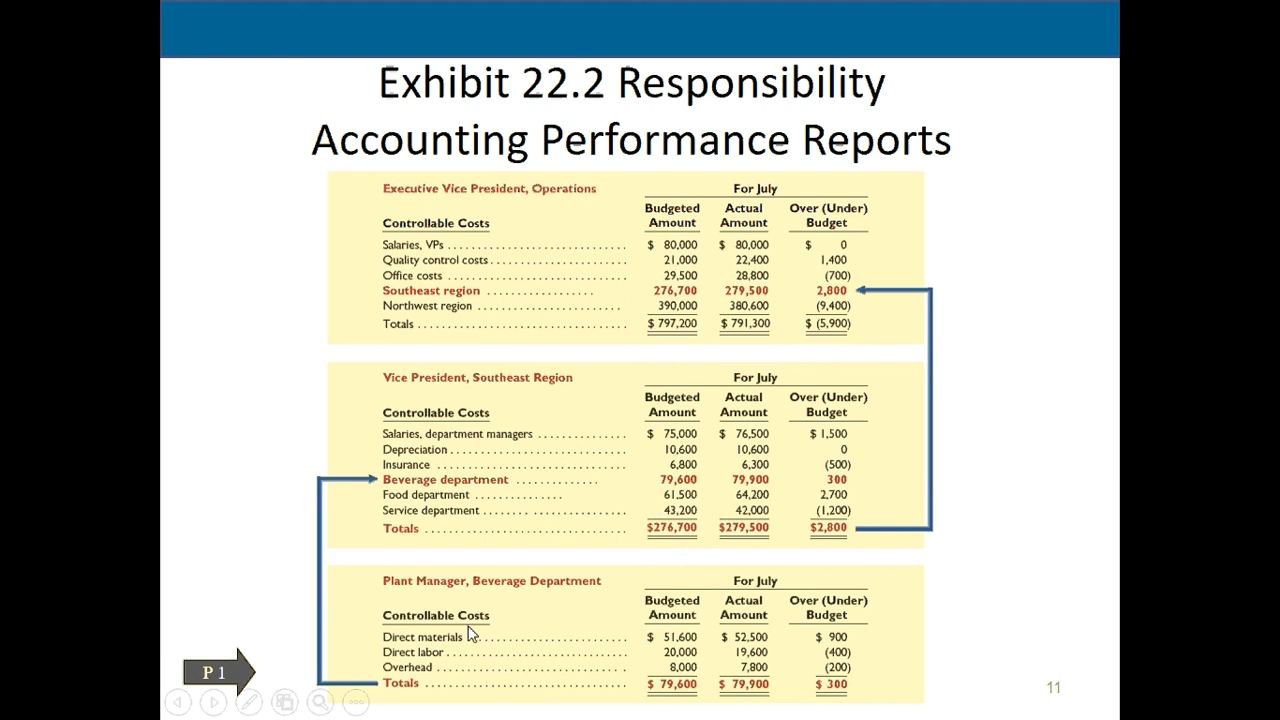 Exhibit 22.2 Responsibility
Accounting Performance Reports
Executive Vice President, Operations For July
Budgeted Actual Over (Under)
Controllable Costs Amount Amount Budget
Salaries, VPs . . . . . . . . . . . . . . . . . . . . . . . . . . . . $ 80,000 $ 80,000 $ 0
Quality control costs . . . . . . . . . . . . . . . . . . . . . 21,000 22,400 1,400
Office costs . . . . . . . . . . . . . . . . . . . . . . . . . . . . 29,500 28,800 (700)
Southeast region . . . . . . . . . . . . . . . . . 276,700 279,500 2,800
Northwest region . . . . . . . . . . . . . . . . . . . . . . 390,000 380,600 (9,400)
Totals . . . . . . . . . . . . . . . . . . . . . . . . . . . . . . . . $ 797,200 $ 791,300 $ (5,900)
Vice President, Southeast Region For July
Budgeted Actual Over (Under)
Controllable Costs Amount Amount Budget
Salaries, department managers . . . . . . . . . . . . . . $ 75,000 $ 76,500 $ 1,500
Depreciation . . . . . . . . . . . . . . . . . . . . . . . . . . . 10,600 10,600 0
Insurance . . . . . . . . . . . . . . . . . . . . . . . . . . . . . 6,800 6,300 (500)
Beverage department . . . . . . . . . . . . . 79,600 79,900 300
Food department . . . . . . . . . . . . . . 61,500 64,200 2,700
Service department . . . . . . . . . . . . . . . . . . . . . . 43,200 42,000 (1,200)
Totals . . . . . . . . . . . . . . . . . . . . . . . . . . . . . . . $276,700 $279,500 $2,800
Plant Manager, Beverage Department For July
Budgeted Actual Over (Under)
Controllable Costs Amount Amount Budget
Direct materials . . . . . . . . . . . . . . . . . . . . . . . . . $ 51,600 $ 52,500 $ 900
Direct labor . . . . . . . . . . . . . . . . . . . . . . . . . . . . 20,000 19,600 (400)
Overhead . . . . . . . . . . . . . . . . . . . . . . . . . . . . . 8,000 7,800 (200)
Totals . . . . . . . . . . . . . . . . . . . . . . . . . . . . . . . $ 79,600 $ 79,900 $ 300
P 1
11